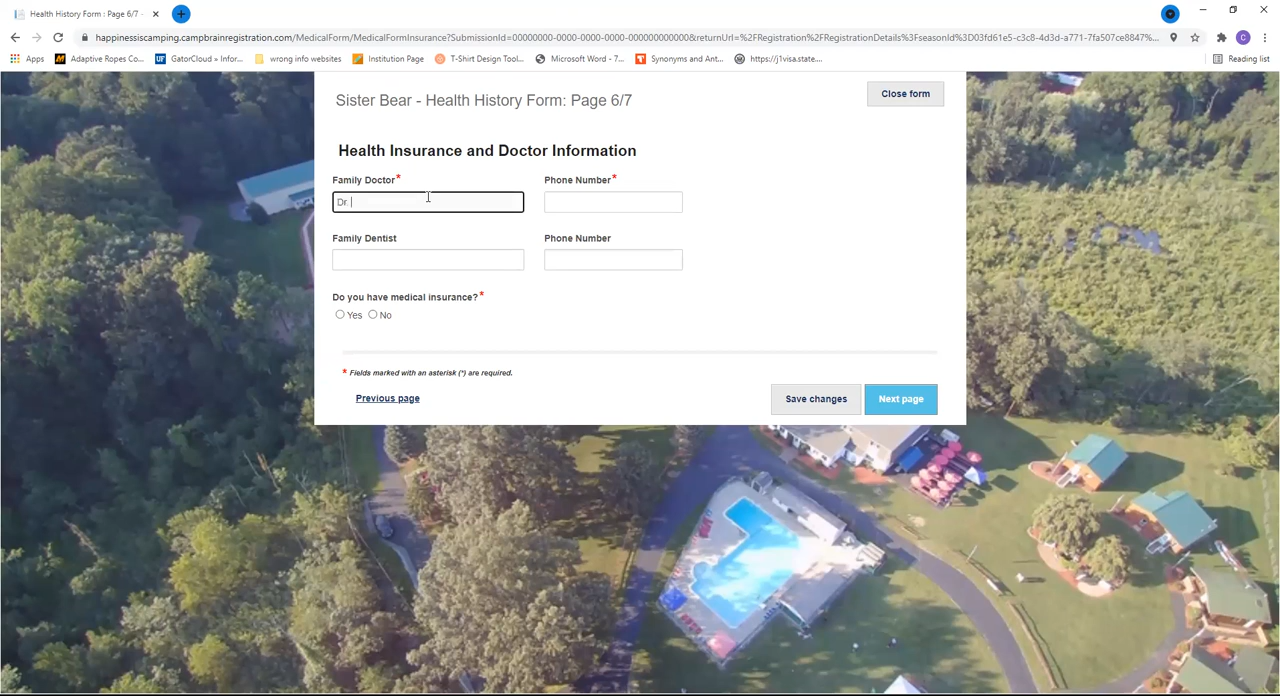 Health History Form : Page 6/7 -
happinessiscamping.campbrainregistration.com/MedicalForm/MedicalFormInsurance?SubmissionId=00000000-0000-0000-0000-000000000000&returnUrl=%2FRegistration%2FRegistrationDetails%3FseasonId%3D03fd61e5-c3c8-4d3d-a771-7fa507ce8847%...
C
Apps
Adaptive Ropes Co...
GatorCloud » Infor...
wrong info websites
Institution Page
T-Shirt Design Tool...
Microsoft Word - 7...
Synonyms and Ant...
https://j1visa.state....
Reading list
Sister Bear - Health History Form: Page 6/7
Close form
Health Insurance and Doctor Information
Family Doctor* Phone Number*
Dr.
Family Dentist Phone Number
Do you have medical insurance?*
Yes No
* Fields marked with an asterisk (*) are required.
Previous page Save changes Next page